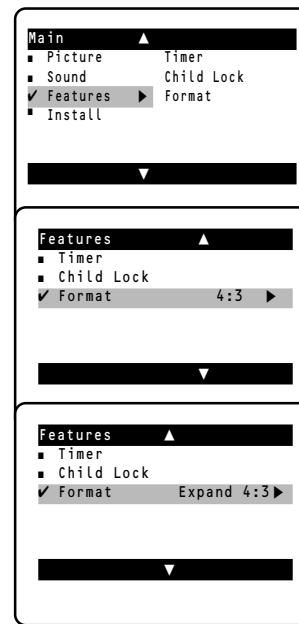 Main ▲
▪ Picture Timer
▪ Sound Child Lock
✔ Features ▶ Format
▪ Install
▼
Features ▲
▪ Timer
▪ Child Lock
✔ Format 4:3 ▶
▼
Features ▲
▪ Timer
▪ Child Lock
✔ Format Expand 4:3▶
▼